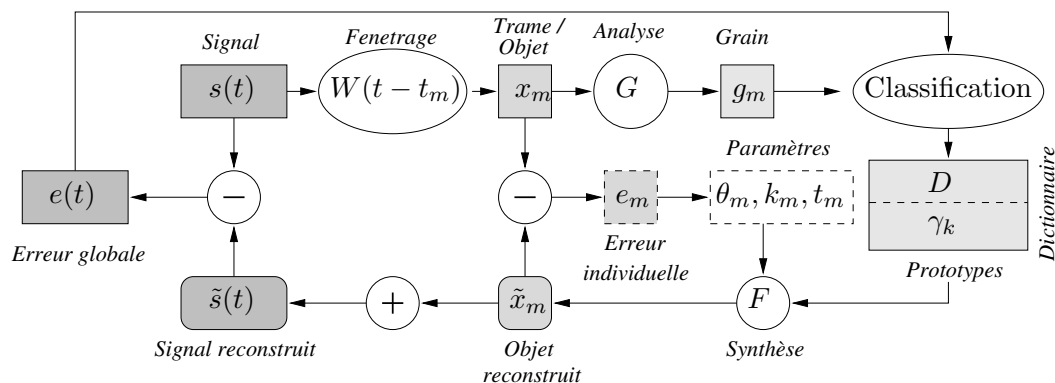 Signal
Fenetrage
Trame /
Objet
Analyse
Grain
s(t)
W(t − t_m)
x_m
G
g_m
Classification
Paramètres
e(t)
−
−
e_m
θ_m, k_m, t_m
D
γ_k
Dictionnaire
Erreur globale
Erreur
individuelle
Prototypes
s̃(t)
+
x̃_m
F
Signal reconstruit
Objet
reconstruit
Synthèse